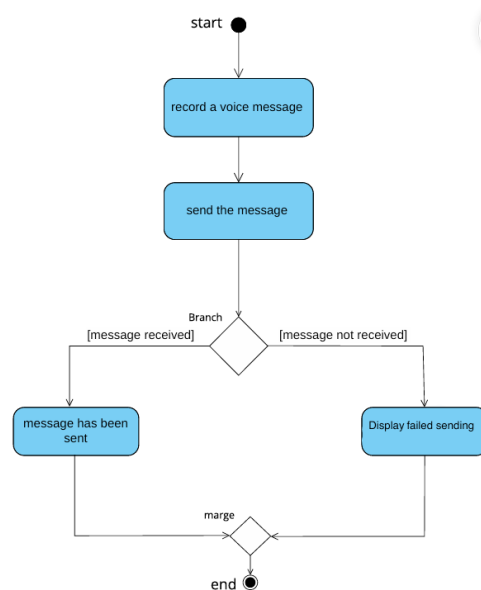 start
record a voice message
send the message
Branch
[message received]
[message not received]
message has been
sent
Display failed sending
marge
end